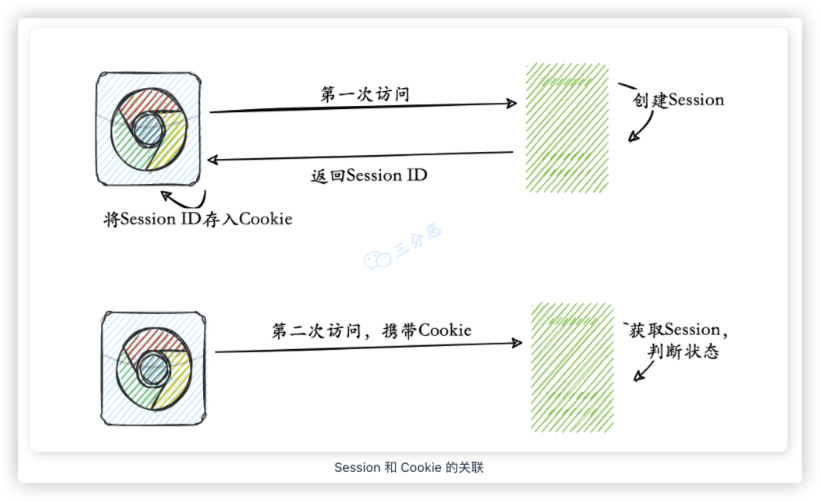 第一次访问
创建Session
返回Session ID
将Session ID存入Cookie
三分恶
第二次访问，携带Cookie
获取Session，
判断状态
Session 和 Cookie 的关联